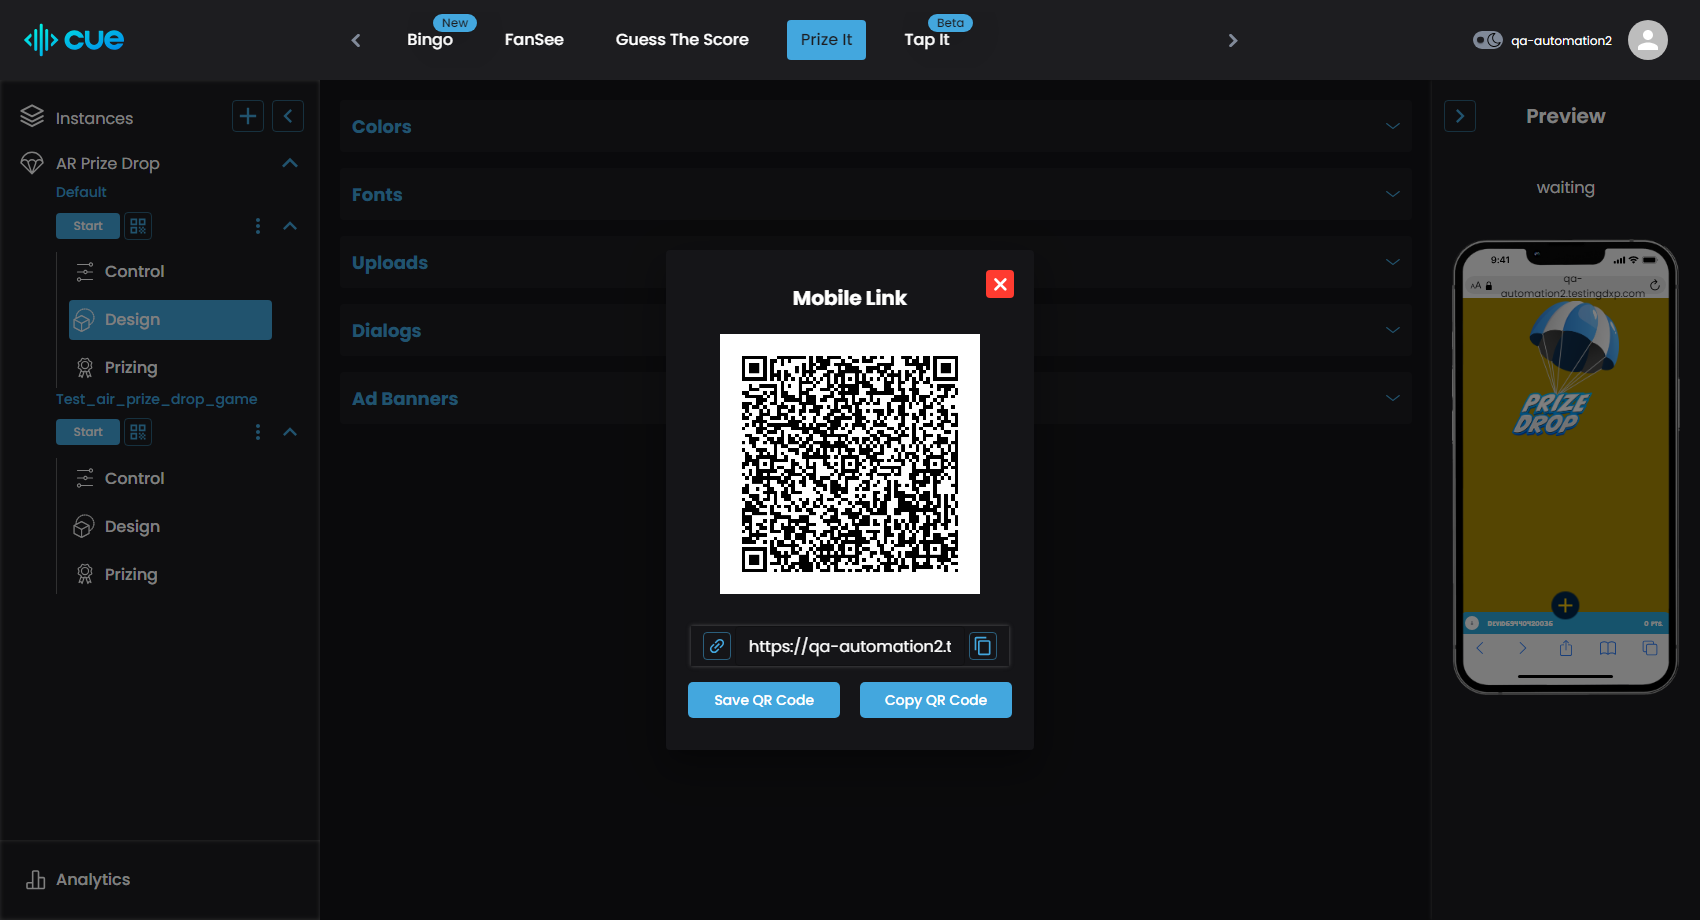 cue
Bingo
New
FanSee
Guess The Score
Prize It
Tap It
Beta
qa-automation2
Instances
AR Prize Drop
Default
Start
Control
Design
Prizing
Test_air_prize_drop_game
Start
Control
Design
Prizing
Analytics
Colors
Fonts
Uploads
Dialogs
Ad Banners
Mobile Link
https://qa-automation2.t
Save QR Code
Copy QR Code
Preview
waiting
9:41
AA
qa-
automation2.testingdxp.com
PRIZE
DROP
0 PTS.